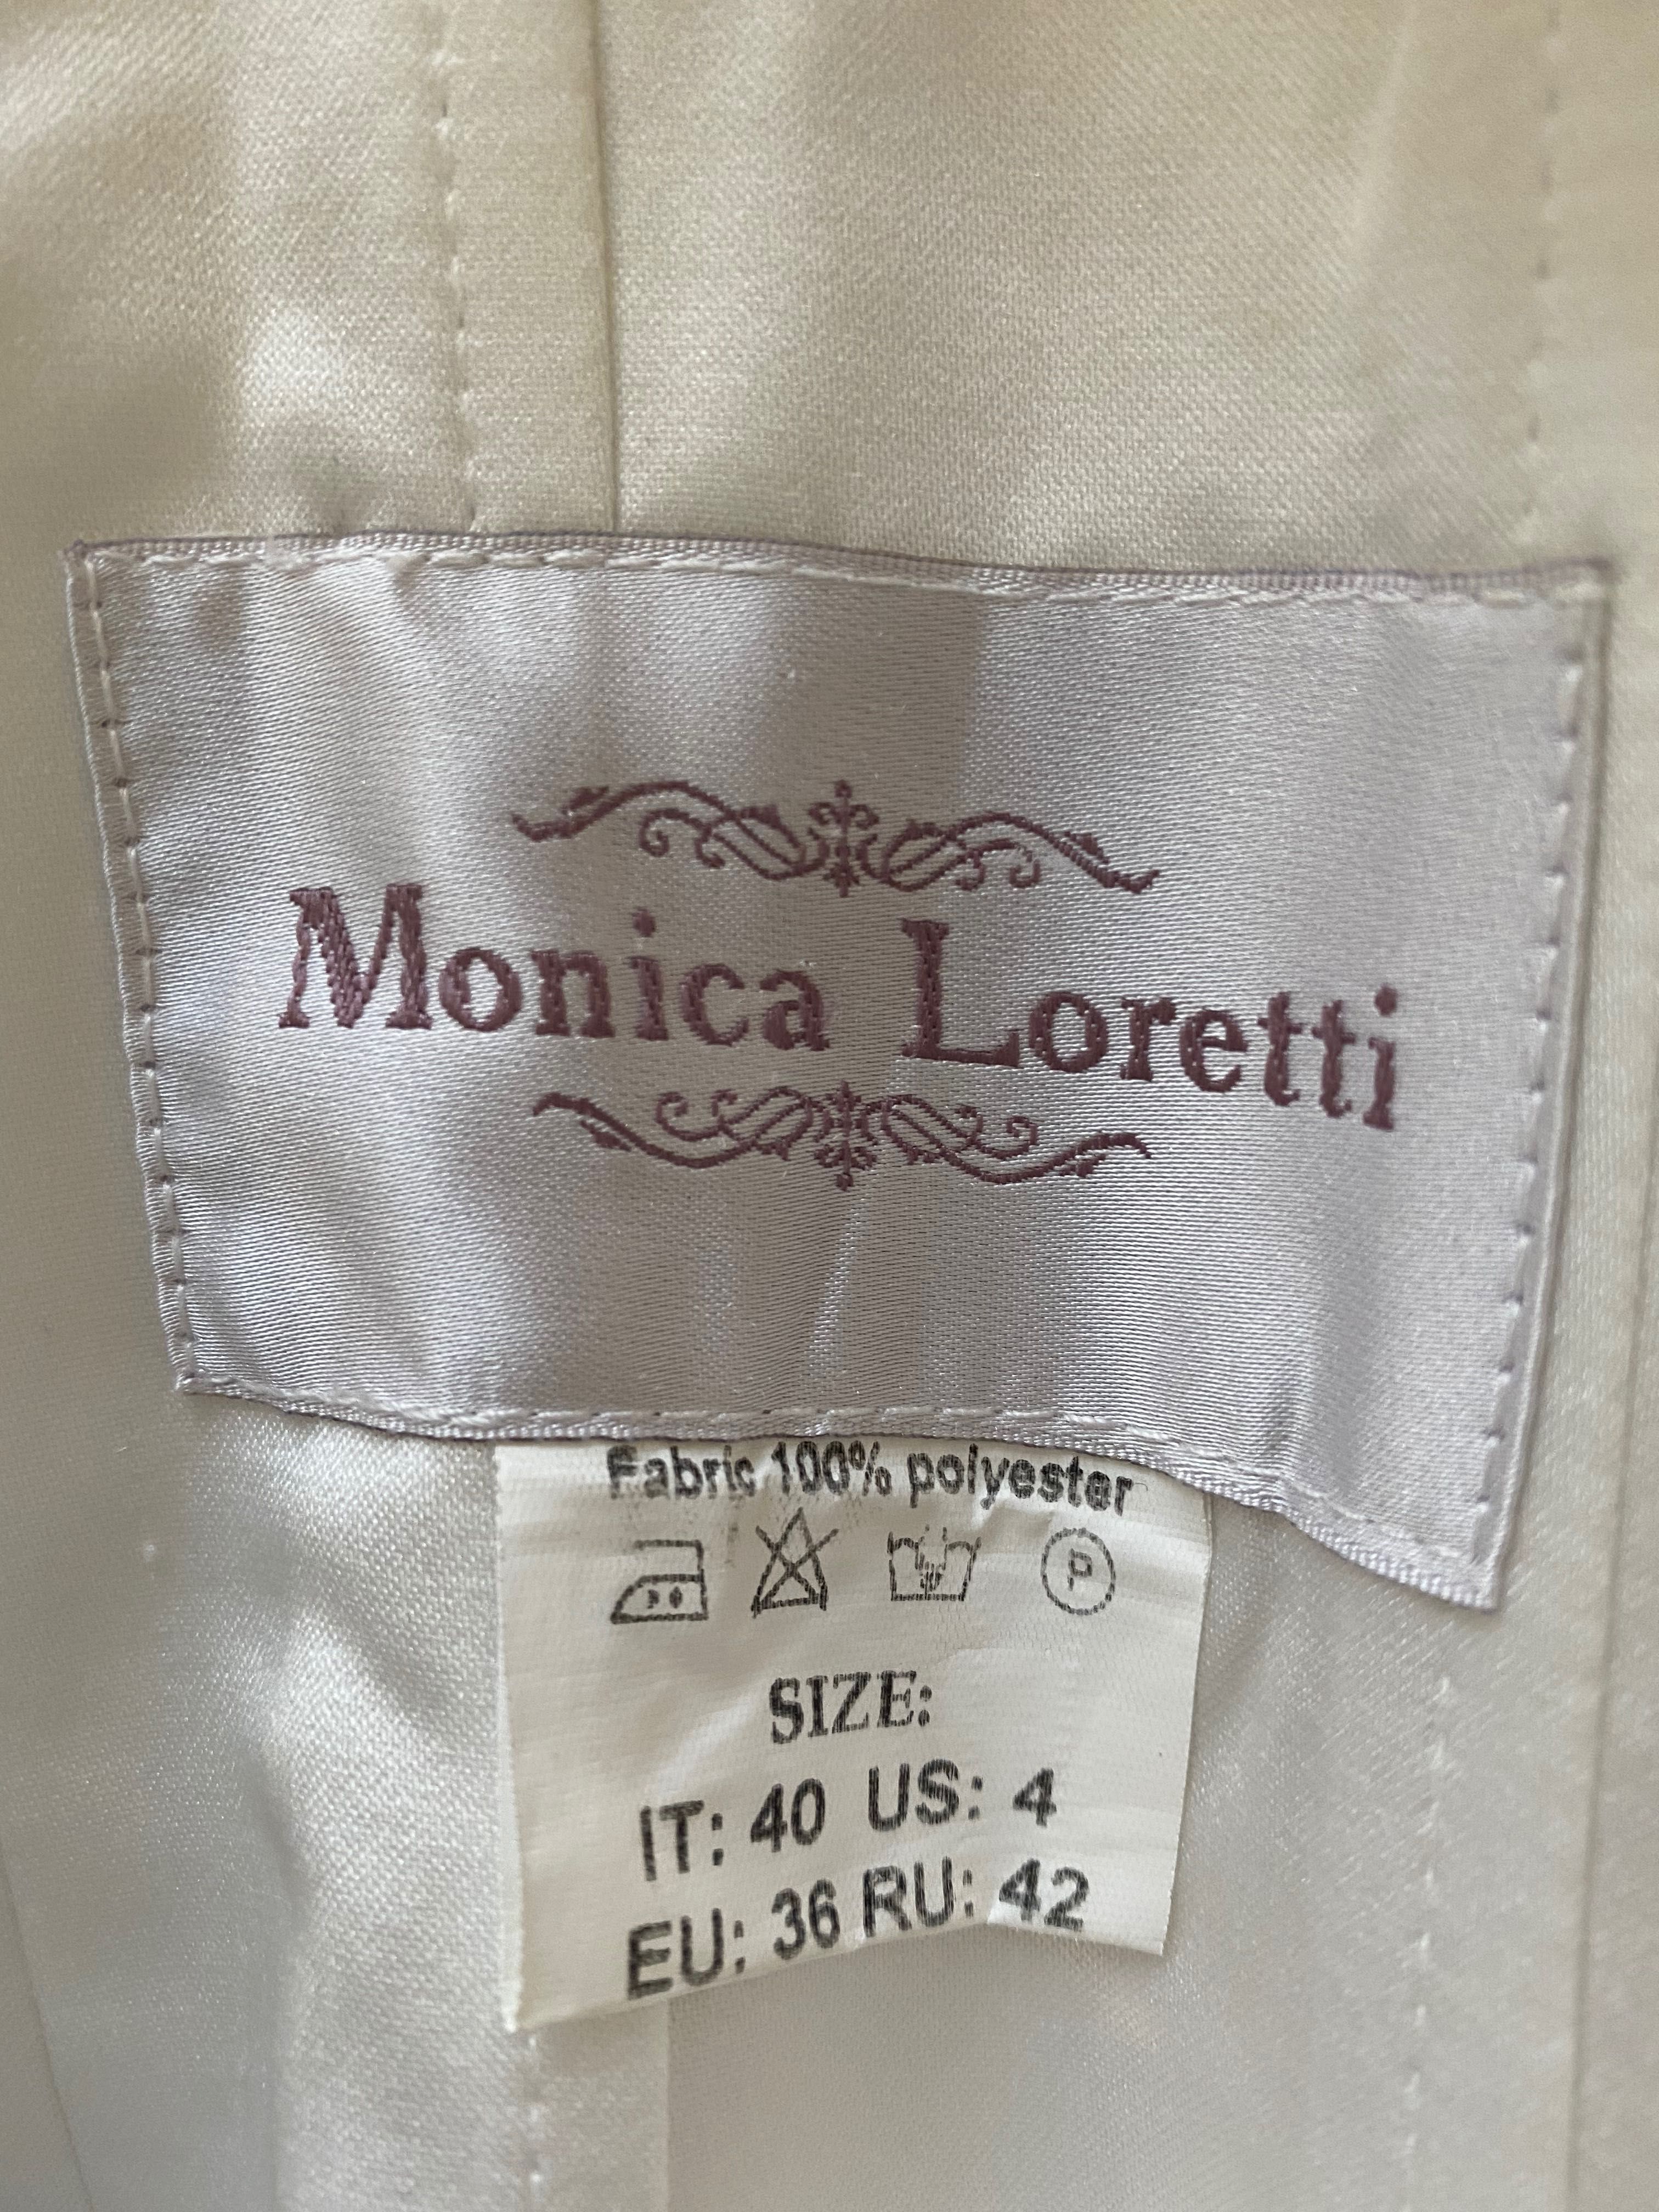 Monica Loretti
Fabric 100% polyester
P
SIZE:
IT: 40 US: 4
EU: 36 RU: 42